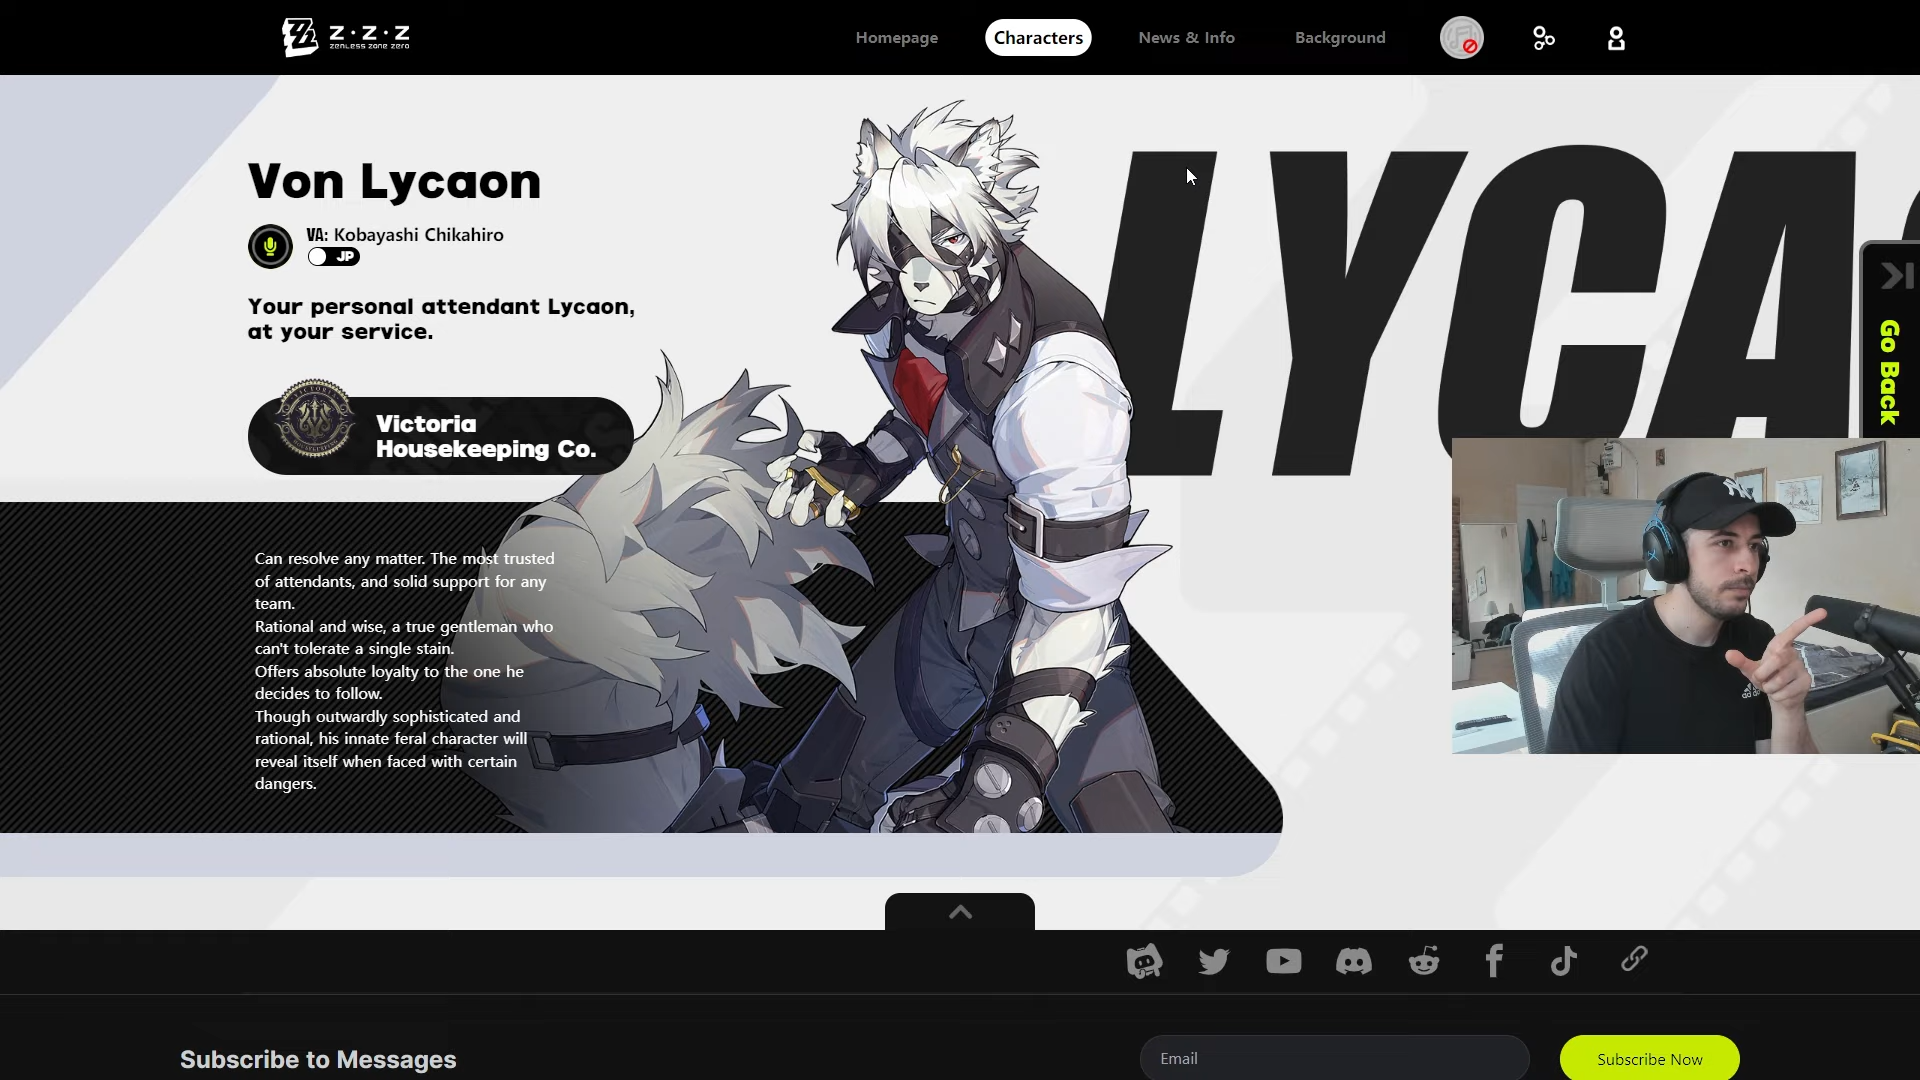 Z·Z·Z
ZENLESS ZONE ZERO
Homepage
Characters
News & Info
Background
Von Lycaon
VA: Kobayashi Chikahiro
JP
Your personal attendant Lycaon,
at your service.
LYCA
Go Back
VICTORIA
HOUSEKEEPING
Victoria
Housekeeping Co.
Can resolve any matter. The most trusted
of attendants, and solid support for any
team.
Rational and wise, a true gentleman who
can't tolerate a single stain.
Offers absolute loyalty to the one he
decides to follow.
Though outwardly sophisticated and
rational, his innate feral character will
reveal itself when faced with certain
dangers.
NY
Subscribe to Messages
Email
Subscribe Now